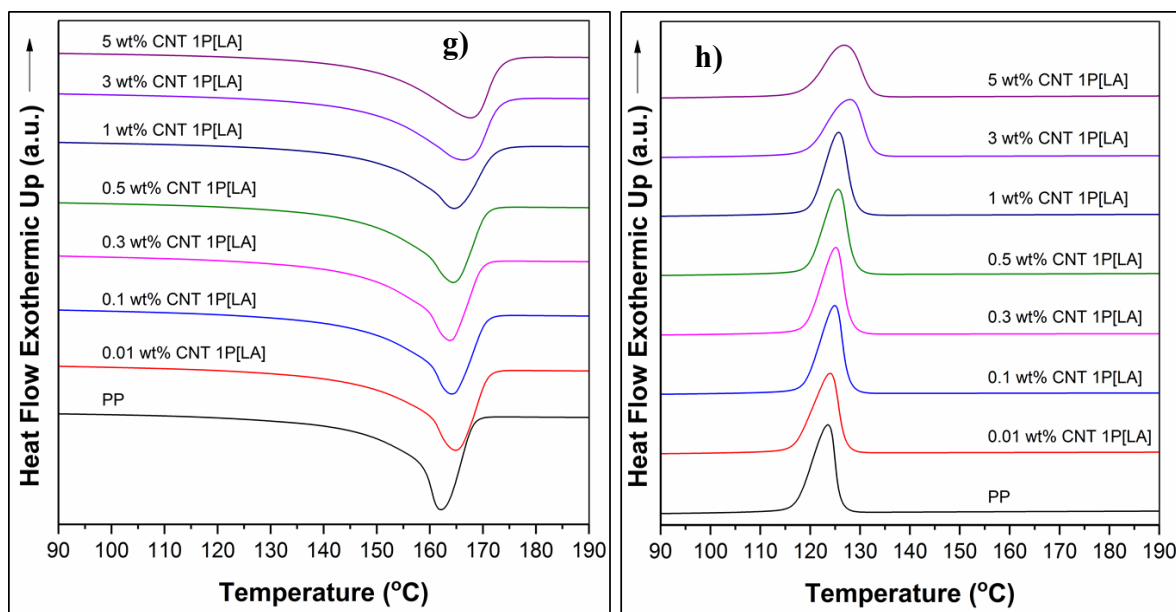 g)
5 wt% CNT 1P[LA]
3 wt% CNT 1P[LA]
1 wt% CNT 1P[LA]
0.5 wt% CNT 1P[LA]
0.3 wt% CNT 1P[LA]
0.1 wt% CNT 1P[LA]
0.01 wt% CNT 1P[LA]
PP
Heat Flow Exothermic Up (a.u.)
90 100 110 120 130 140 150 160 170 180 190
Temperature (°C)
h)
5 wt% CNT 1P[LA]
3 wt% CNT 1P[LA]
1 wt% CNT 1P[LA]
0.5 wt% CNT 1P[LA]
0.3 wt% CNT 1P[LA]
0.1 wt% CNT 1P[LA]
0.01 wt% CNT 1P[LA]
PP
Heat Flow Exothermic Up (a.u.)
90 100 110 120 130 140 150 160 170 180 190
Temperature (°C)